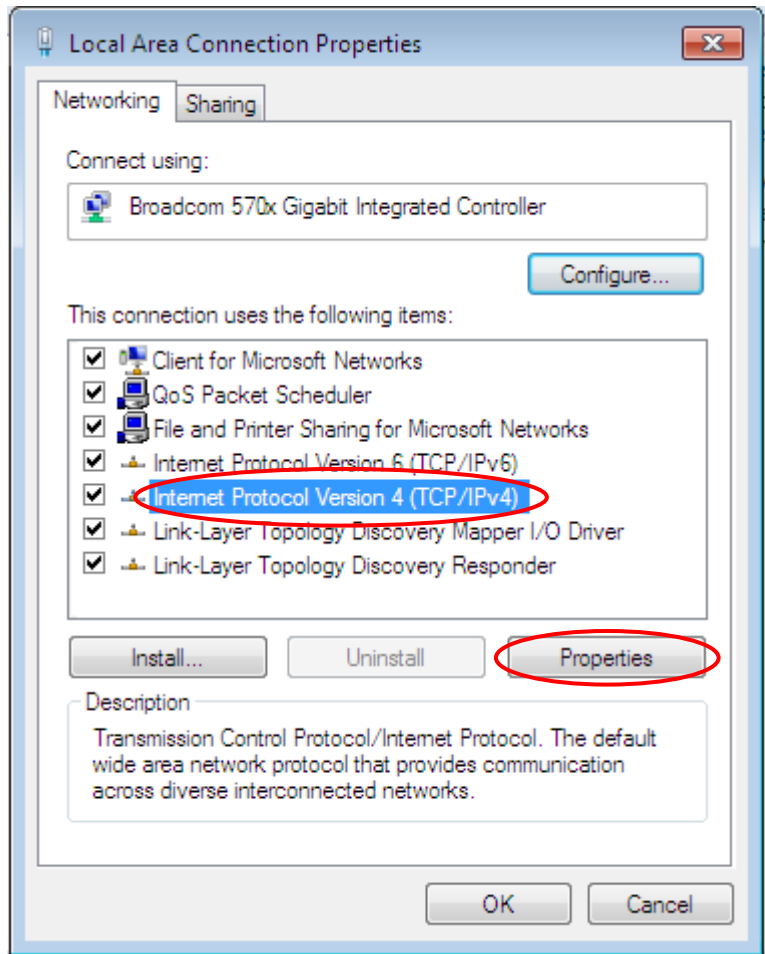 Local Area Connection Properties
Networking
Sharing
Connect using:
Broadcom 570x Gigabit Integrated Controller
Configure...
This connection uses the following items:
Client for Microsoft Networks
QoS Packet Scheduler
File and Printer Sharing for Microsoft Networks
Internet Protocol Version 6 (TCP/IPv6)
Internet Protocol Version 4 (TCP/IPv4)
Link-Layer Topology Discovery Mapper I/O Driver
Link-Layer Topology Discovery Responder
Install...
Uninstall
Properties
Description
Transmission Control Protocol/Internet Protocol. The default
wide area network protocol that provides communication
across diverse interconnected networks.
OK
Cancel